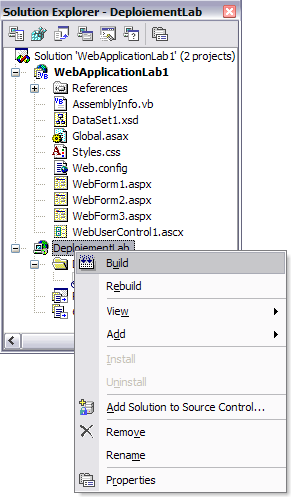 Solution Explorer - DeploiementLab
Solution 'WebApplicationLab1' (2 projects)
WebApplicationLab1
References
AssemblyInfo.vb
DataSet1.xsd
Global.asax
Styles.css
Web.config
WebForm1.aspx
WebForm2.aspx
WebForm3.aspx
WebUserControl1.ascx
DeploiementLab
Build
Rebuild
View
Add
Install
Uninstall
Add Solution to Source Control...
Remove
Rename
Properties